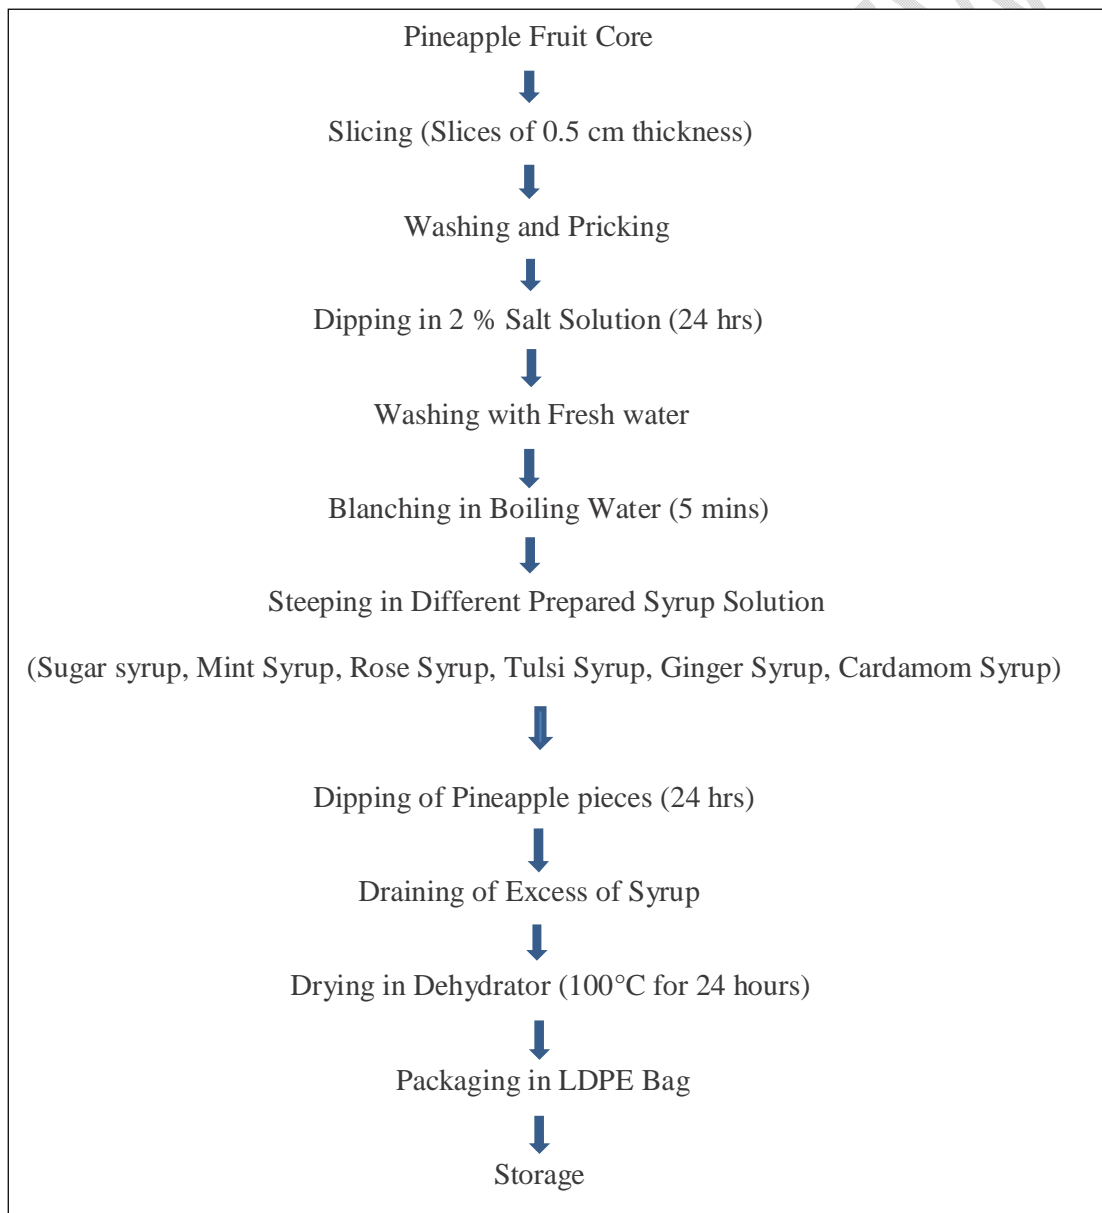 Pineapple Fruit Core
Slicing (Slices of 0.5 cm thickness)
Washing and Pricking
Dipping in 2 % Salt Solution (24 hrs)
Washing with Fresh water
Blanching in Boiling Water (5 mins)
Steeping in Different Prepared Syrup Solution
(Sugar syrup, Mint Syrup, Rose Syrup, Tulsi Syrup, Ginger Syrup, Cardamom Syrup)
Dipping of Pineapple pieces (24 hrs)
Draining of Excess of Syrup
Drying in Dehydrator (100°C for 24 hours)
Packaging in LDPE Bag
Storage